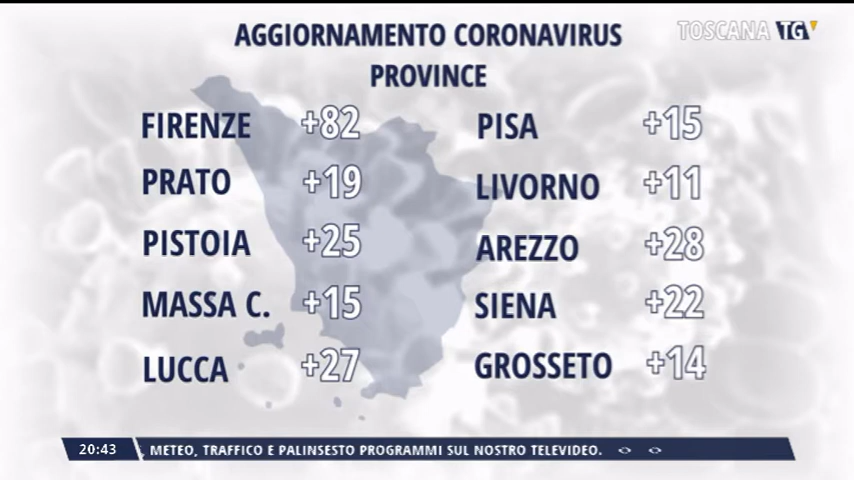 TOSCANA TG
AGGIORNAMENTO CORONAVIRUS
PROVINCE
FIRENZE +82
PRATO +19
PISTOIA +25
MASSA C. +15
LUCCA +27
PISA +15
LIVORNO +11
AREZZO +28
SIENA +22
GROSSETO +14
20:43 METEO, TRAFFICO E PALINSESTO PROGRAMMI SUL NOSTRO TELEVIDEO.